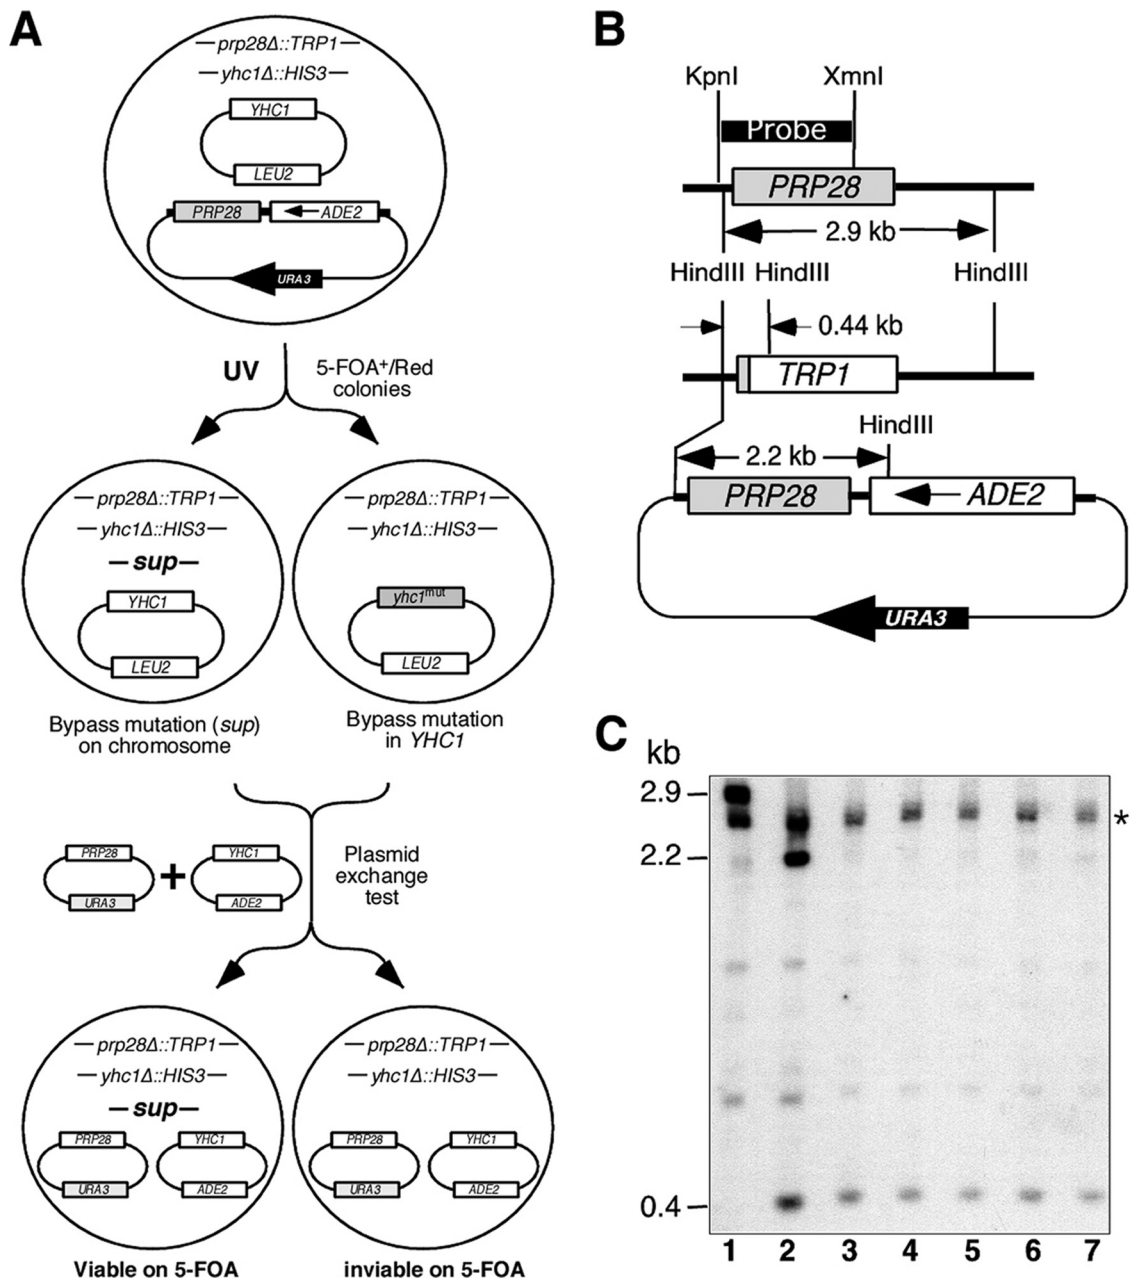 A
prp28Δ::TRP1
yhc1Δ::HIS3
YHC1
LEU2
PRP28
ADE2
URA3
UV
5-FOA+/Red
colonies
prp28Δ::TRP1
yhc1Δ::HIS3
sup
YHC1
LEU2
Bypass mutation (sup)
on chromosome
prp28Δ::TRP1
yhc1Δ::HIS3
yhc1mut
LEU2
Bypass mutation
in YHC1
PRP28
URA3
+
YHC1
ADE2
Plasmid
exchange
test
prp28Δ::TRP1
yhc1Δ::HIS3
sup
PRP28
YHC1
URA3
ADE2
Viable on 5-FOA
prp28Δ::TRP1
yhc1Δ::HIS3
PRP28
YHC1
URA3
ADE2
inviable on 5-FOA
B
KpnI
XmnI
Probe
PRP28
2.9 kb
HindIII HindIII
HindIII
0.44 kb
TRP1
HindIII
2.2 kb
PRP28
ADE2
URA3
C
kb
2.9
*
2.2
0.4
1 2 3 4 5 6 7